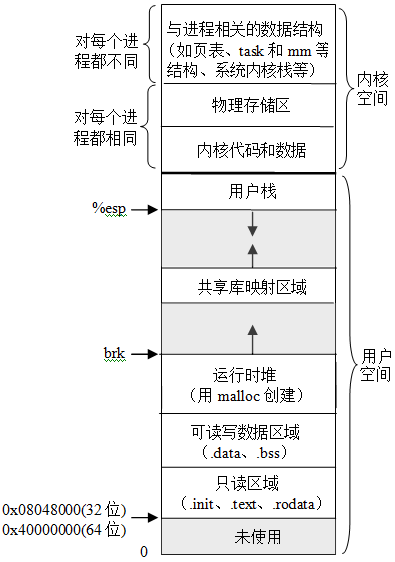 对每个进
程都不同
与进程相关的数据结构
（如页表、task 和 mm 等
结构、系统内核栈等）
对每个进
程都相同
物理存储区
内核代码和数据
内核
空间
用户栈
%esp
共享库映射区域
brk
运行时堆
（用 malloc 创建）
可读写数据区域
（.data、.bss）
只读区域
（.init、.text、.rodata）
用户
空间
0x08048000(32 位)
0x40000000(64 位)
未使用
0